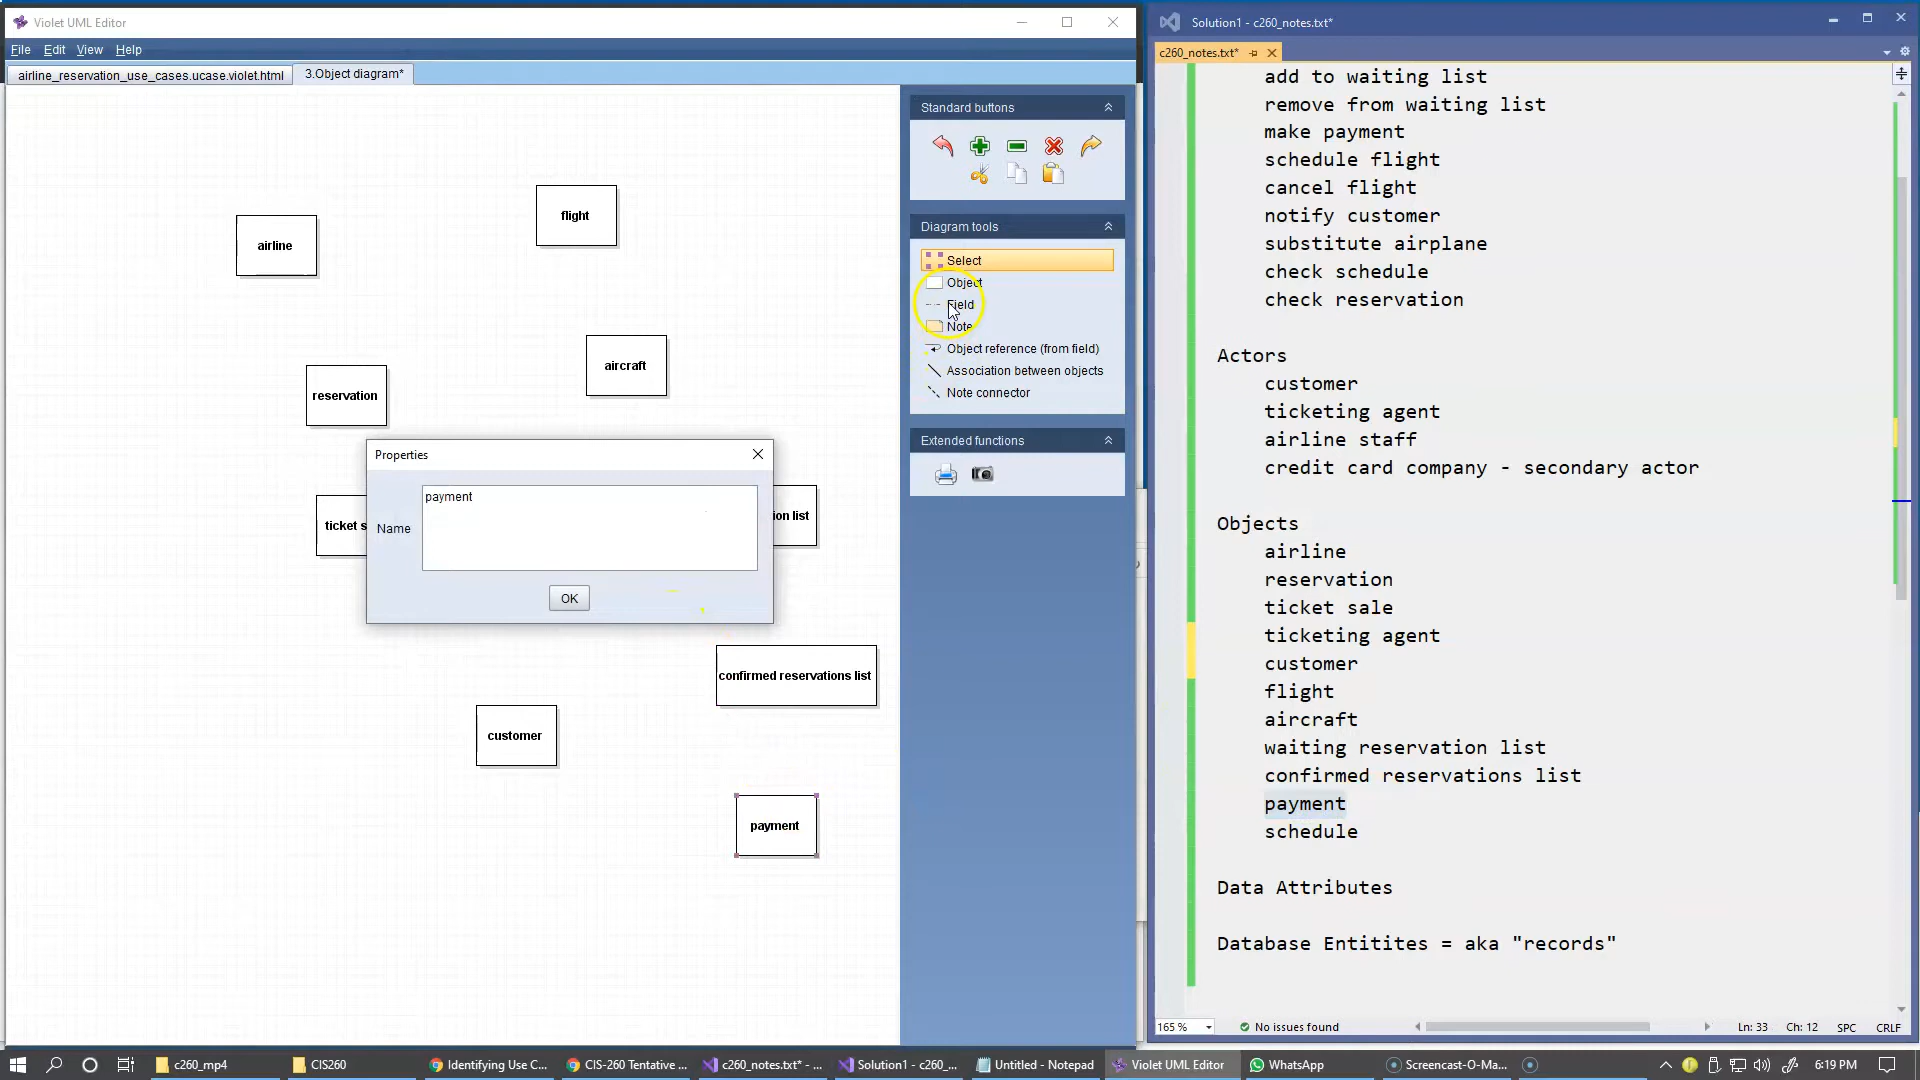 Violet UML Editor
File Edit View Help
airline_reservation_use_cases.ucase.violet.html
3.Object diagram*
airline
flight
reservation
aircraft
ticket s
ion list
Properties
payment
Name
OK
confirmed reservations list
customer
payment
Standard buttons
Diagram tools
Select
Object
Field
Note
Object reference (from field)
Association between objects
Note connector
Extended functions
Solution1 - c260_notes.txt*
c260_notes.txt*
add to waiting list
remove from waiting list
make payment
schedule flight
cancel flight
notify customer
substitute airplane
check schedule
check reservation
Actors
customer
ticketing agent
airline staff
credit card company - secondary actor
Objects
airline
reservation
ticket sale
ticketing agent
customer
flight
aircraft
waiting reservation list
confirmed reservations list
payment
schedule
Data Attributes
Database Entitites = aka "records"
165 %
No issues found
Ln: 33 Ch: 12 SPC CRLF
c260_mp4
CIS260
Identifying Use C...
CIS-260 Tentative ...
c260_notes.txt* - ...
Solution1 - c260_...
Untitled - Notepad
Violet UML Editor
WhatsApp
Screencast-O-Ma...
6:19 PM